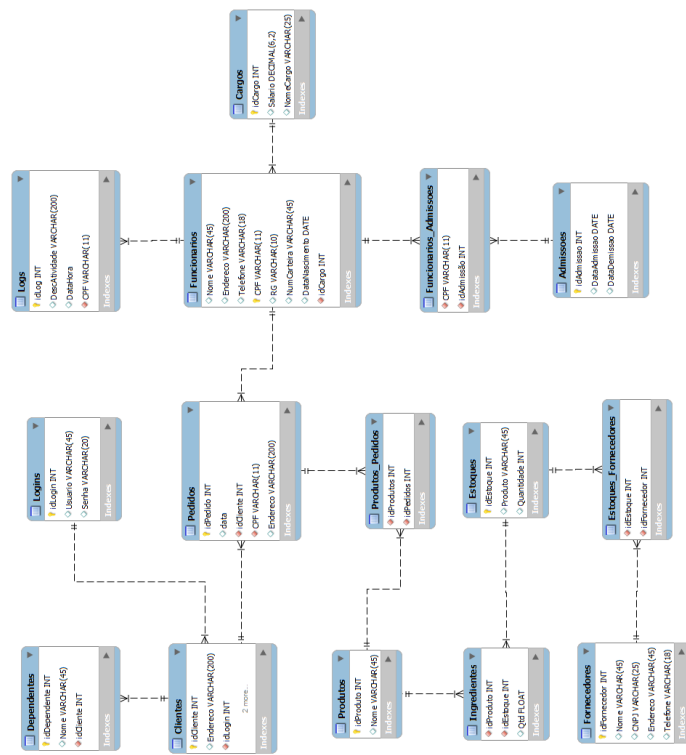 Cargos
idCargo INT
Salario DECIMAL(6,2)
NomeCargo VARCHAR(25)
Indexes
Logs
idLog INT
DescAtividade VARCHAR(200)
DataHora
CPF VARCHAR(11)
Indexes
Funcionarios
Nome VARCHAR(45)
Endereco VARCHAR(200)
Telefone VARCHAR(18)
CPF VARCHAR(11)
RG VARCHAR(10)
NumCarteira VARCHAR(45)
DataNascimento DATE
idCargo INT
Indexes
Funcionarios_Admissoes
CPF VARCHAR(11)
idAdmissão INT
Indexes
Admissoes
idAdmissao INT
DataAdmissao DATE
DataDemissao DATE
Indexes
Logins
idLogin INT
Usuario VARCHAR(45)
Senha VARCHAR(20)
Indexes
Pedidos
idPedido INT
data
idCliente INT
CPF VARCHAR(11)
Endereco VARCHAR(200)
Indexes
Produtos_Pedidos
idProdutos INT
idPedidos INT
Indexes
Estoques
idEstoque INT
Produto VARCHAR(45)
Quantidade INT
Indexes
Estoques_Fornecedores
idEstoque INT
idFornecedor INT
Indexes
Dependentes
idDependente INT
Nome VARCHAR(45)
idCliente INT
Indexes
Clientes
idCliente INT
Endereco VARCHAR(200)
idLogin INT
2 more...
Indexes
Produtos
idProduto INT
Nome VARCHAR(45)
Indexes
Ingredientes
idProduto INT
idEstoque INT
Qtd FLOAT
Indexes
Fornecedores
idFornecedor INT
Nome VARCHAR(45)
CNPJ VARCHAR(25)
Endereco VARCHAR(45)
Telefone VARCHAR(18)
Indexes